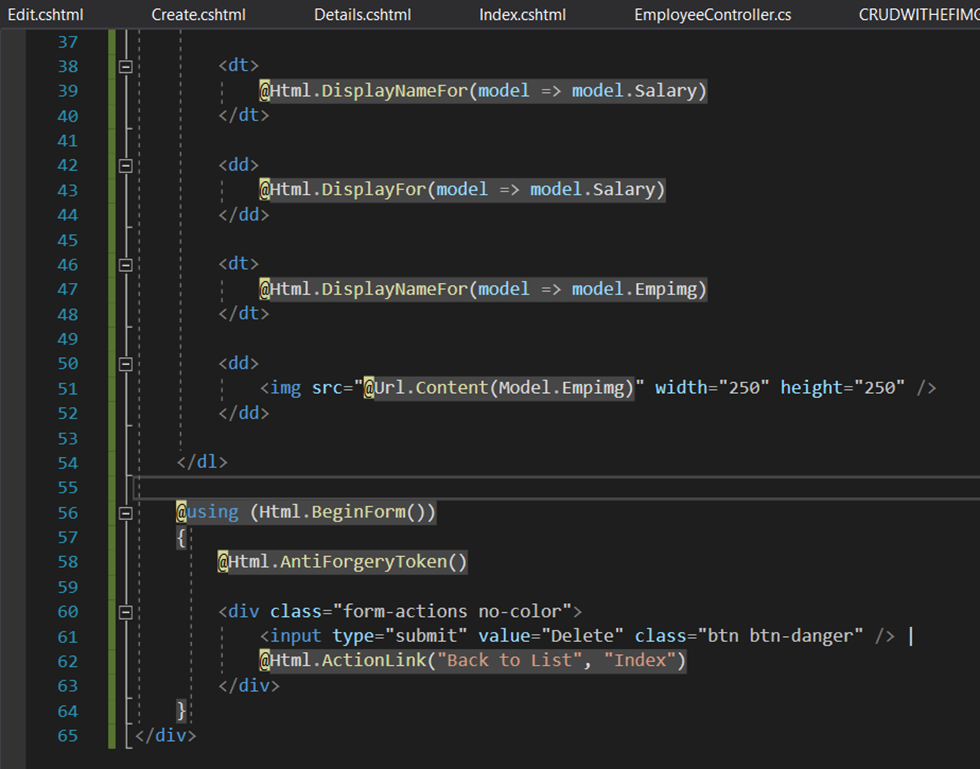 Edit.cshtml Create.cshtml Details.cshtml Index.cshtml EmployeeController.cs CRUDWITHEFIMG
37
38 <dt>
39 @Html.DisplayNameFor(model => model.Salary)
40 </dt>
41
42 <dd>
43 @Html.DisplayFor(model => model.Salary)
44 </dd>
45
46 <dt>
47 @Html.DisplayNameFor(model => model.Empimg)
48 </dt>
49
50 <dd>
51 <img src="@Url.Content(Model.Empimg)" width="250" height="250" />
52 </dd>
53
54 </dl>
55
56 @using (Html.BeginForm())
57 {
58 @Html.AntiForgeryToken()
59
60 <div class="form-actions no-color">
61 <input type="submit" value="Delete" class="btn btn-danger" /> |
62 @Html.ActionLink("Back to List", "Index")
63 </div>
64 }
65 </div>